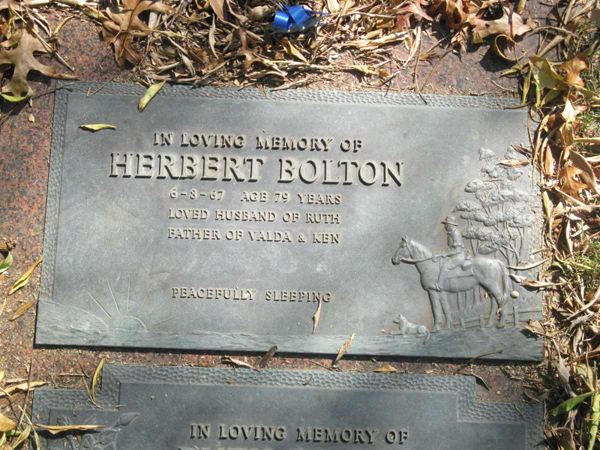 IN LOVING MEMORY OF
HERBERT BOLTON
6-8-67 AGE 79 YEARS
LOVED HUSBAND OF RUTH
FATHER OF VALDA & KEN
PEACEFULLY SLEEPING
IN LOVING MEMORY OF